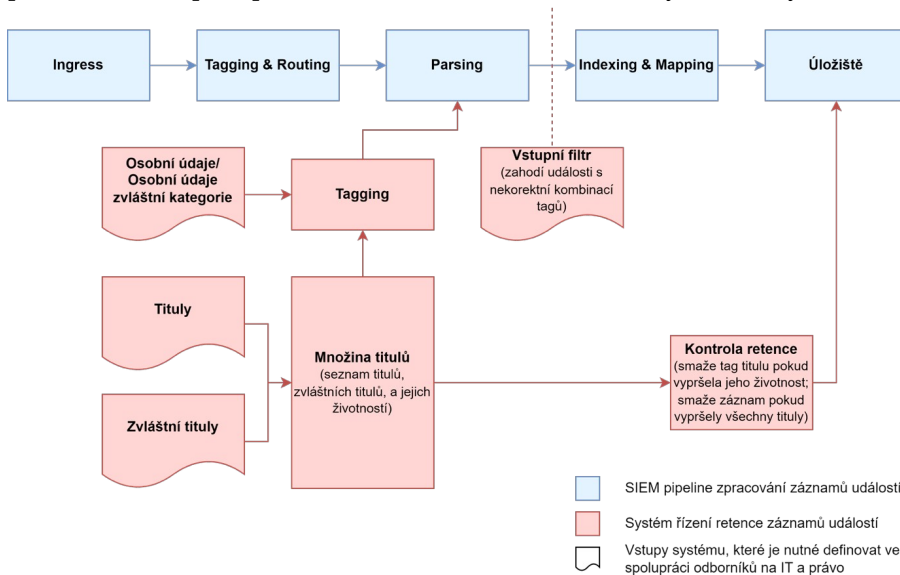 Ingress
Tagging & Routing
Parsing
Indexing & Mapping
Úložiště
Osobní údaje/
Osobní údaje
zvláštní kategorie
Tagging
Vstupní filtr
(zahodí události s
nekorektní kombinací
tagů)
Tituly
Zvláštní tituly
Množina titulů
(seznam titulů,
zvláštních titulů, a jejich
životností)
Kontrola retence
(smaže tag titulu pokud
vypršela jeho životnost;
smaže záznam pokud
vypršely všechny tituly)
SIEM pipeline zpracování záznamů událostí
Systém řízení retence záznamů událostí
Vstupy systému, které je nutné definovat ve
spolupráci odborníků na IT a právo